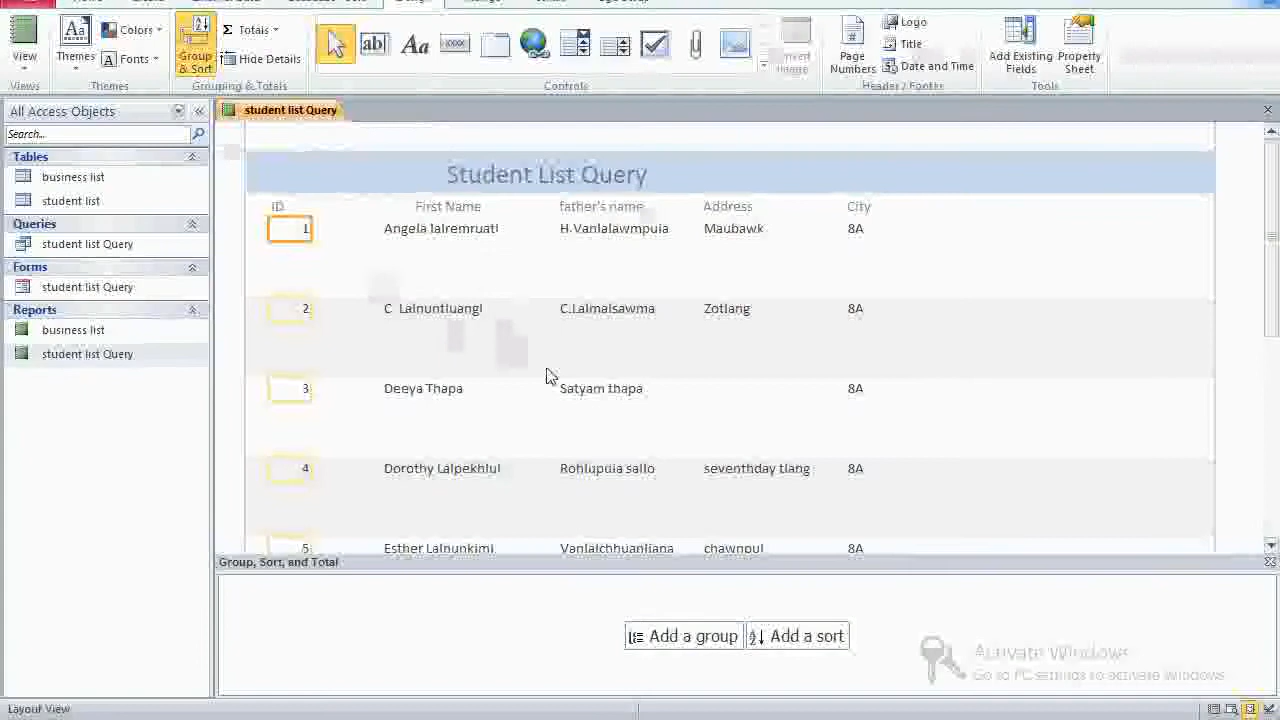 View
Views
Aa
Themes
Colors
Fonts
Themes
Group
& Sort
Totals
Hide Details
Grouping & Totals
ab|
Aa
Controls
Page
Numbers
Logo
Title
Date and Time
Header / Footer
Add Existing
Fields
Property
Sheet
Tools
All Access Objects
Search...
Tables
business list
student list
Queries
student list Query
Forms
student list Query
Reports
business list
student list Query
student list Query
Student List Query
ID First Name father's name Address City
1 Angela lalremruati H.Vanlalawmpuia Maubawk 8A
2 C Lalnuntluangi C.Lalmalsawma Zotlang 8A
3 Deeya Thapa Satyam thapa 8A
4 Dorothy Lalpekhlui Rohlupuia sailo seventhday tlang 8A
5 Esther Lalnunkimi Vanlalchhuanliana chawnpui 8A
Group, Sort, and Total
Add a group
Add a sort
Activate Windows
Go to PC settings to activate Windows.
Layout View